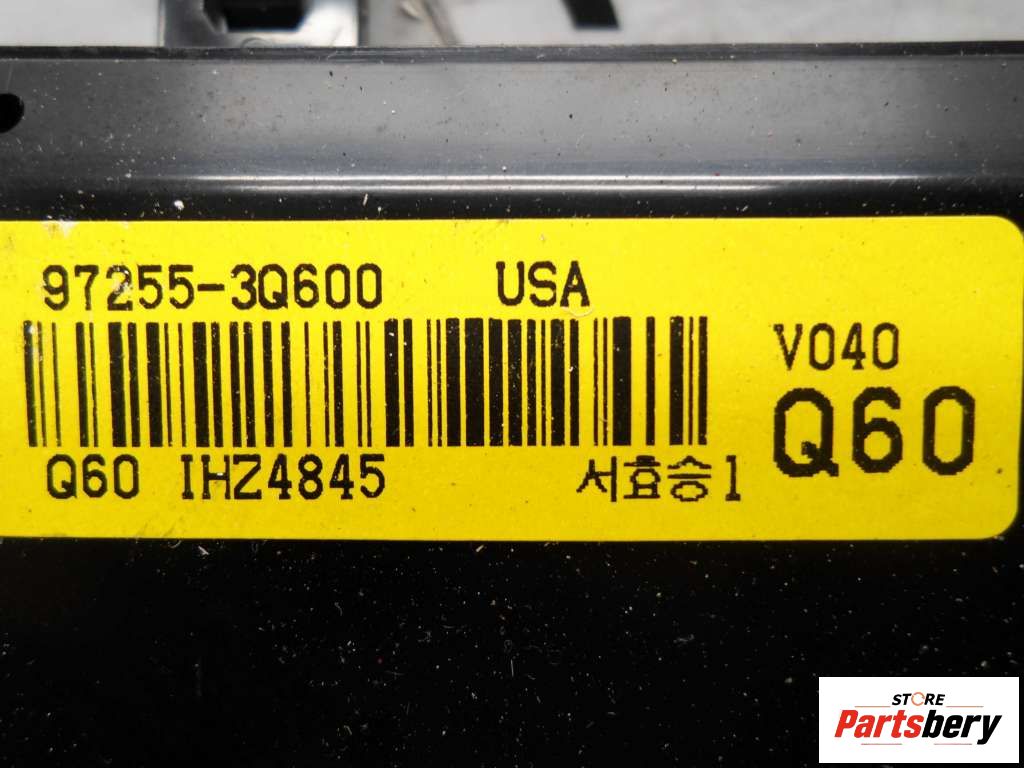 97255-3Q600 USA
V040
Q60
Q60 IHZ4845 서효승1
STORE
Partsbery